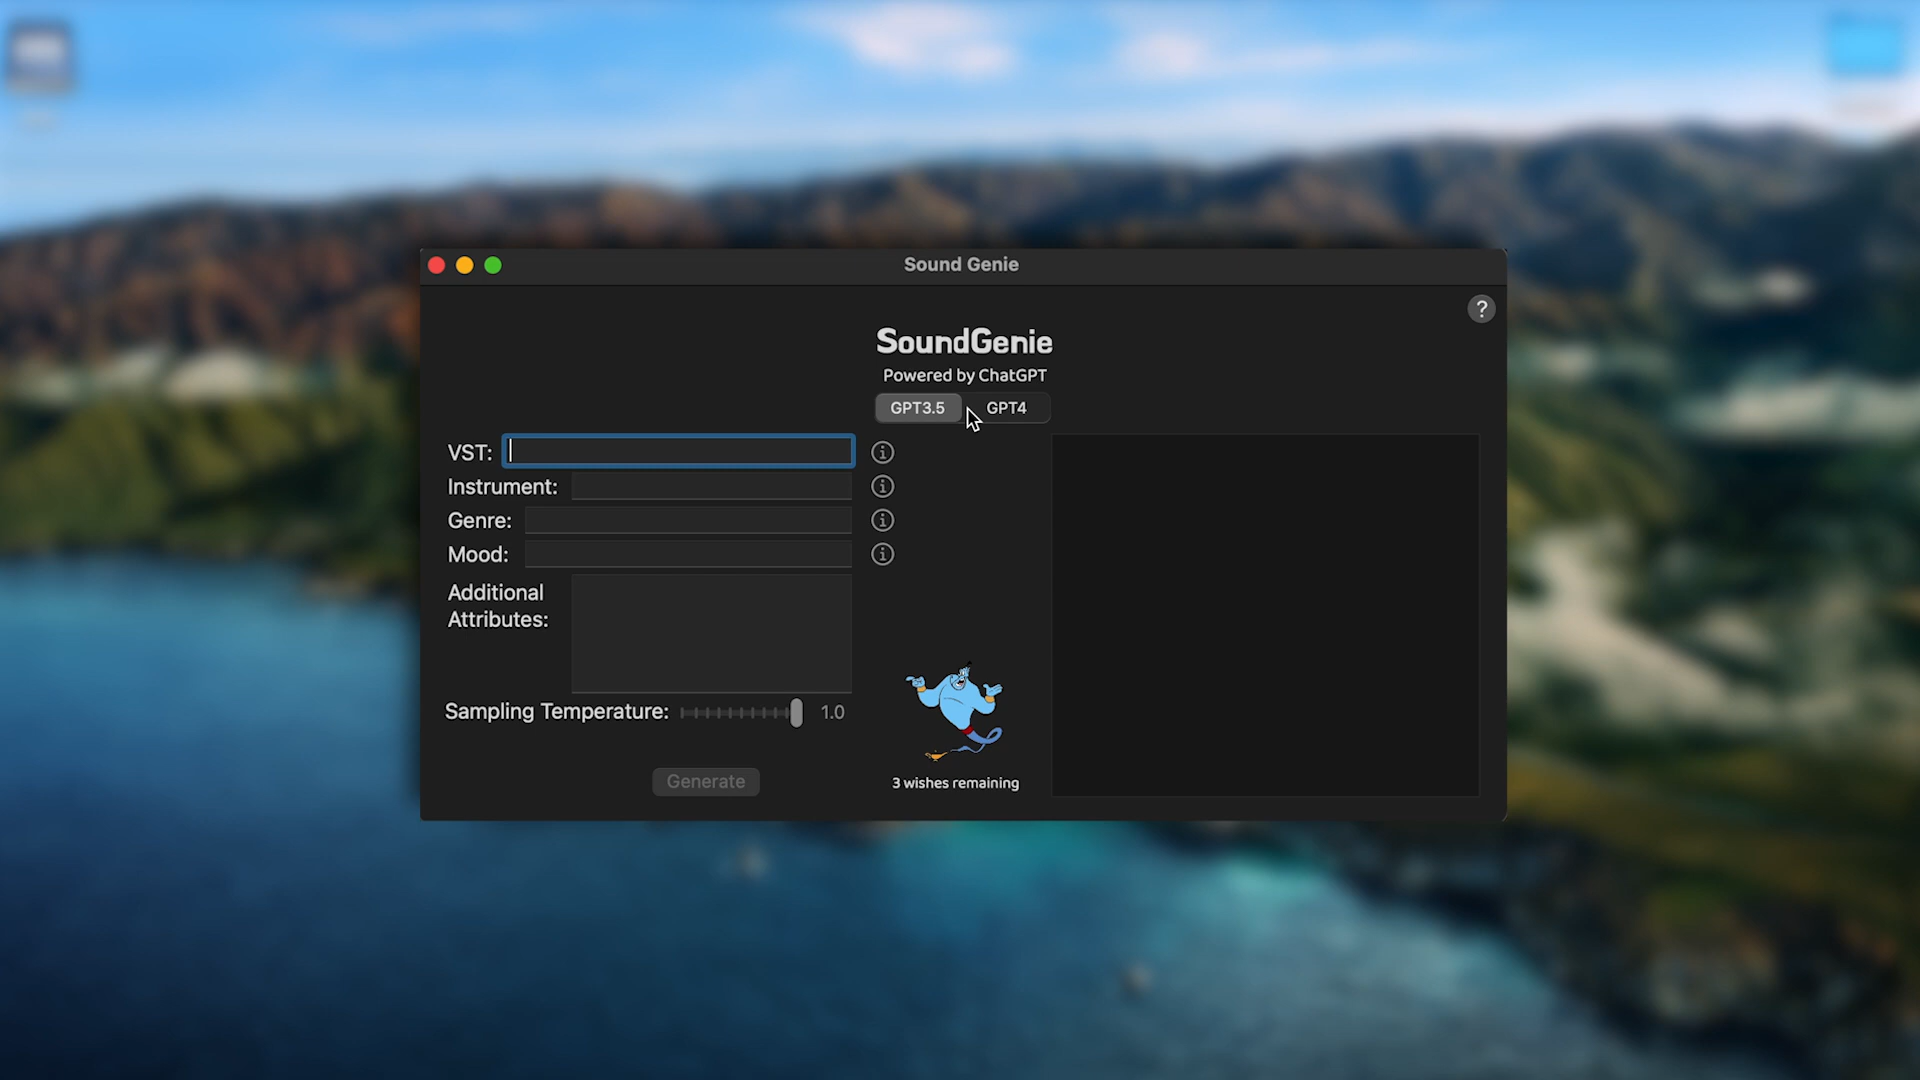 Sound Genie
?
SoundGenie
Powered by ChatGPT
GPT3.5 GPT4
VST:
Instrument:
Genre:
Mood:
Additional
Attributes:
Sampling Temperature: 1.0
Generate
3 wishes remaining